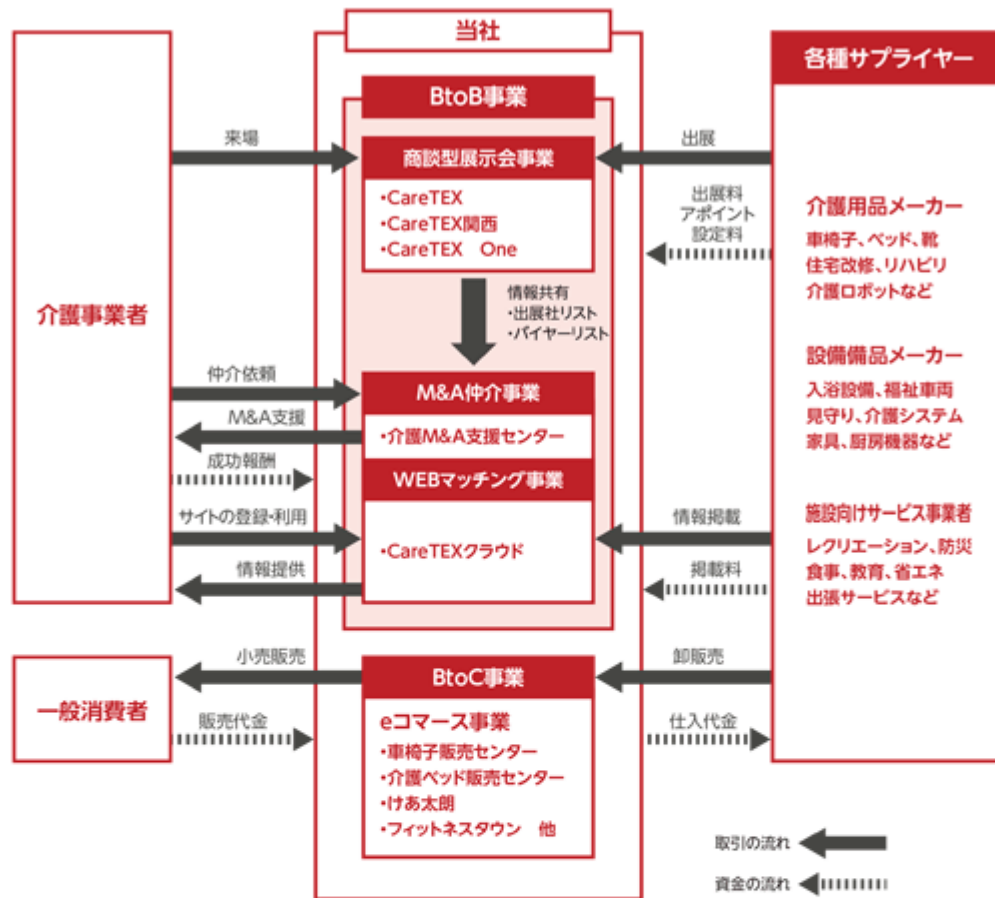 当社
各種サプライヤー
BtoB事業
来場
商談型展示会事業
出展
・CareTEX
・CareTEX関西
・CareTEX One
出展料
アポイント
設定料
介護用品メーカー
車椅子、ベッド、靴
住宅改修、リハビリ
介護ロボットなど
介護事業者
情報共有
・出展社リスト
・バイヤーリスト
設備備品メーカー
入浴設備、福祉車両
見守り、介護システム
家具、厨房機器など
仲介依頼
M&A仲介事業
M&A支援
・介護M&A支援センター
成功報酬
WEBマッチング事業
サイトの登録・利用
・CareTEXクラウド
情報提供
情報掲載
掲載料
施設向けサービス事業者
レクリエーション、防災
食事、教育、省エネ
出張サービスなど
小売販売
BtoC事業
卸販売
一般消費者
販売代金
eコマース事業
・車椅子販売センター
・介護ベッド販売センター
・けあ太朗
・フィットネスタウン 他
仕入代金
取引の流れ
資金の流れ